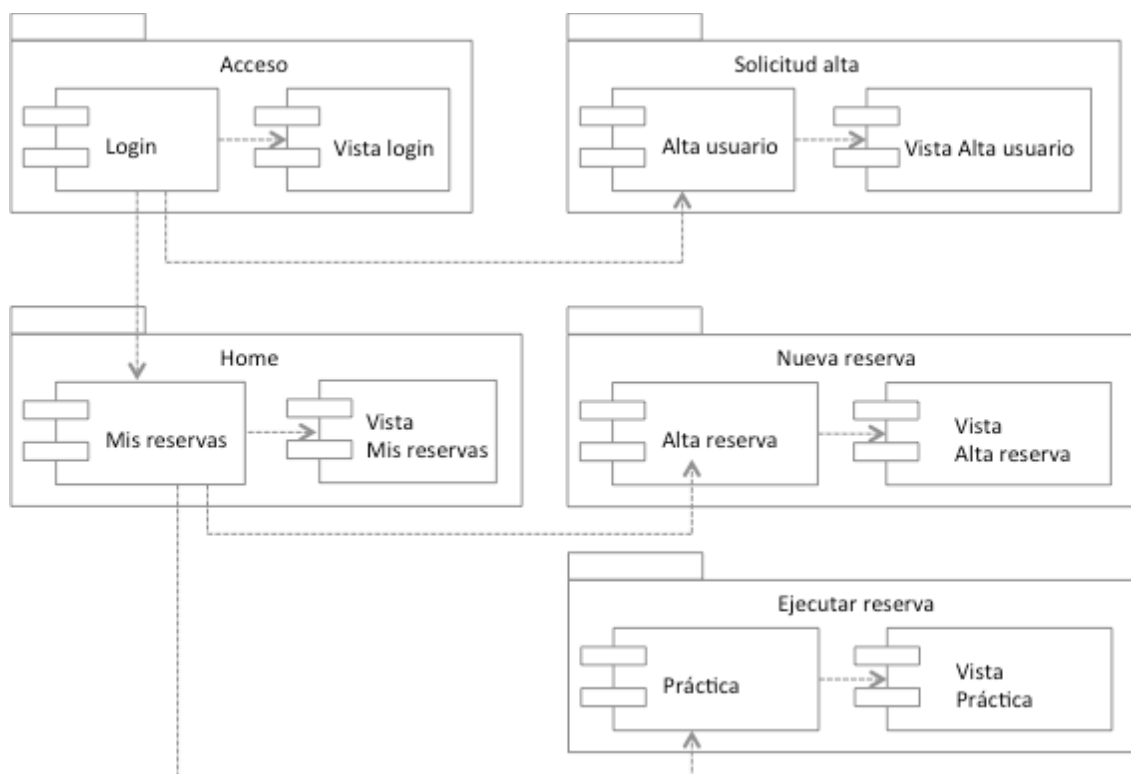 Acceso
Login
Vista login
Solicitud alta
Alta usuario
Vista Alta usuario
Home
Mis reservas
Vista
Mis reservas
Nueva reserva
Alta reserva
Vista
Alta reserva
Ejecutar reserva
Práctica
Vista
Práctica